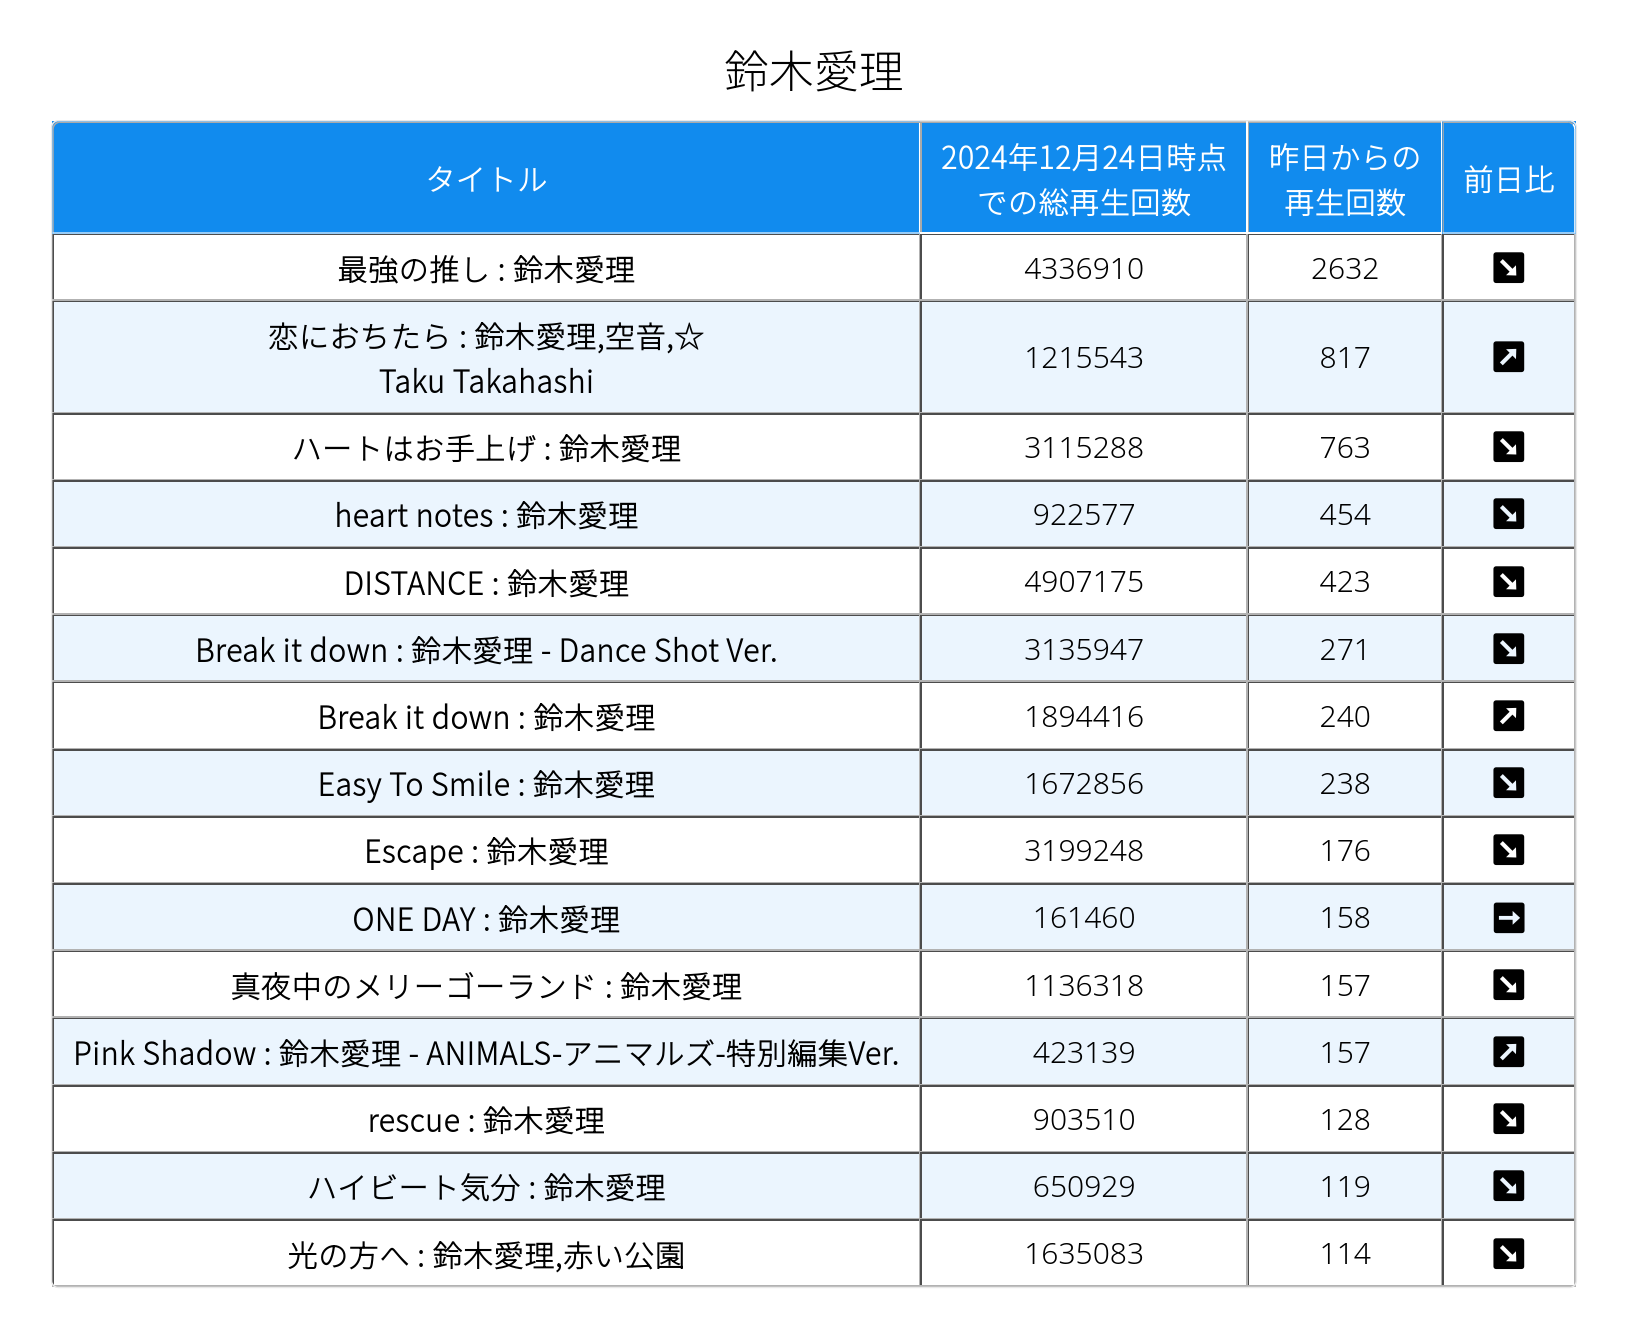 鈴木愛理
タイトル
2024年12月24日時点
での総再生回数
昨日からの
再生回数
前日比
最強の推し : 鈴木愛理 4336910 2632 ↘
恋におちたら : 鈴木愛理,空音,☆
Taku Takahashi 1215543 817 ↗
ハートはお手上げ : 鈴木愛理 3115288 763 ↘
heart notes : 鈴木愛理 922577 454 ↘
DISTANCE : 鈴木愛理 4907175 423 ↘
Break it down : 鈴木愛理 - Dance Shot Ver. 3135947 271 ↘
Break it down : 鈴木愛理 1894416 240 ↗
Easy To Smile : 鈴木愛理 1672856 238 ↘
Escape : 鈴木愛理 3199248 176 ↘
ONE DAY : 鈴木愛理 161460 158 →
真夜中のメリーゴーランド : 鈴木愛理 1136318 157 ↘
Pink Shadow : 鈴木愛理 - ANIMALS-アニマルズ-特別編集Ver. 423139 157 ↗
rescue : 鈴木愛理 903510 128 ↘
ハイビート気分 : 鈴木愛理 650929 119 ↘
光の方へ : 鈴木愛理,赤い公園 1635083 114 ↘